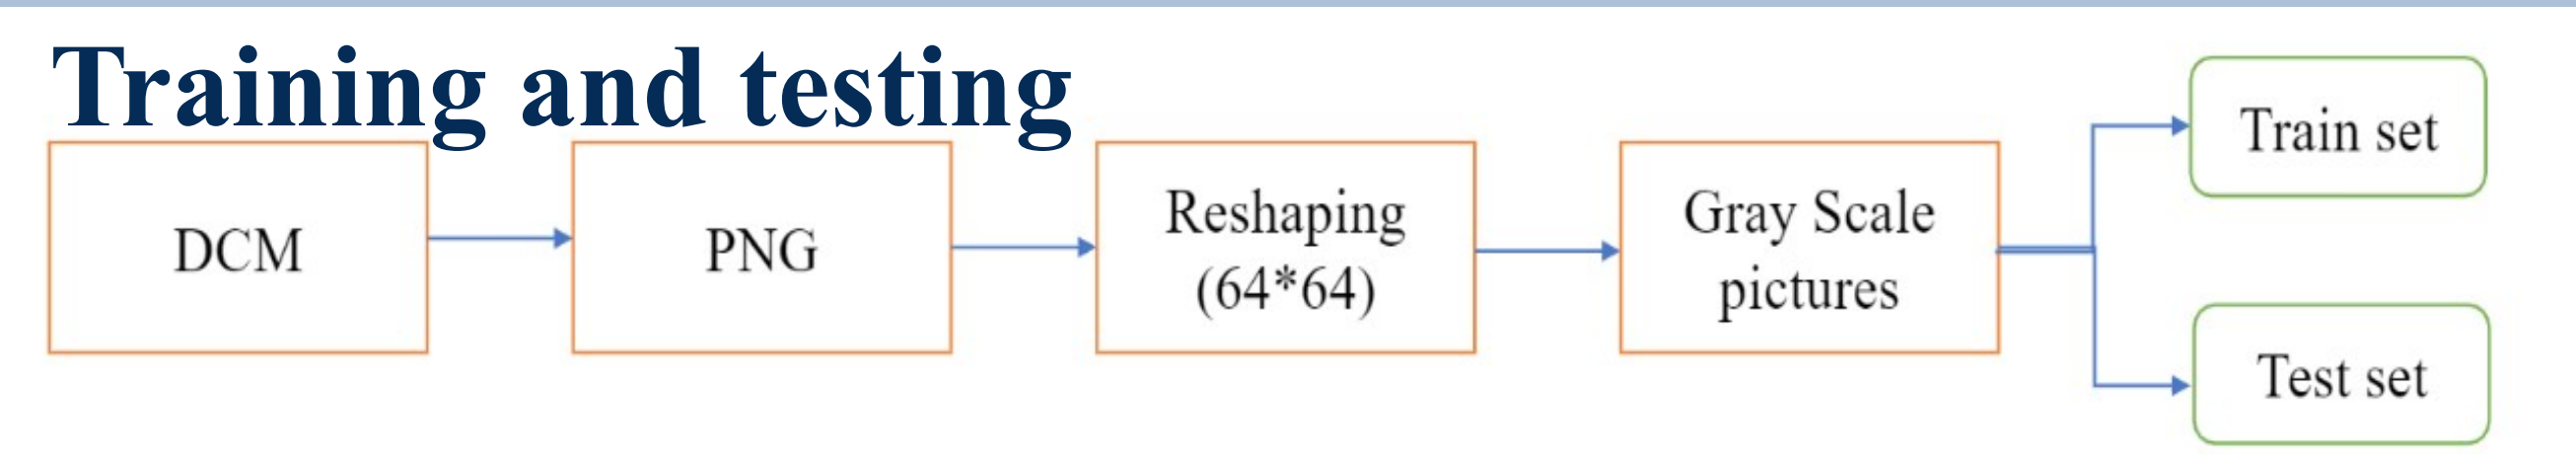 Training and testing
DCM
PNG
Reshaping
(64*64)
Gray Scale
pictures
Train set
Test set